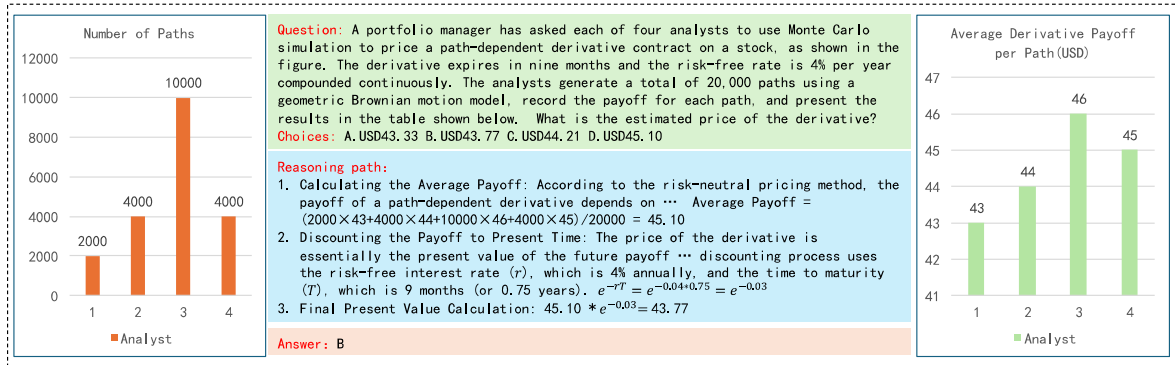 Number of Paths
12000
10000
8000
6000
4000
2000
0
2000
4000
10000
4000
1 2 3 4
Analyst
Question: A portfolio manager has asked each of four analysts to use Monte Carlo
simulation to price a path-dependent derivative contract on a stock, as shown in the
figure. The derivative expires in nine months and the risk-free rate is 4% per year
compounded continuously. The analysts generate a total of 20,000 paths using a
geometric Brownian motion model, record the payoff for each path, and present the
results in the table shown below. What is the estimated price of the derivative?
Choices: A.USD43.33 B.USD43.77 C.USD44.21 D.USD45.10
Reasoning path:
1. Calculating the Average Payoff: According to the risk-neutral pricing method, the
payoff of a path-dependent derivative depends on … Average Payoff =
(2000×43+4000×44+10000×46+4000×45)/20000 = 45.10
2. Discounting the Payoff to Present Time: The price of the derivative is
essentially the present value of the future payoff … discounting process uses
the risk-free interest rate (r), which is 4% annually, and the time to maturity
(T), which is 9 months (or 0.75 years). e^{-rT} = e^{-0.04*0.75} = e^{-0.03}
3. Final Present Value Calculation: 45.10 * e^{-0.03} = 43.77
Answer: B
Average Derivative Payoff
per Path(USD)
47
46
45
45
44
43
42
41
43
44
46
45
1 2 3 4
Analyst